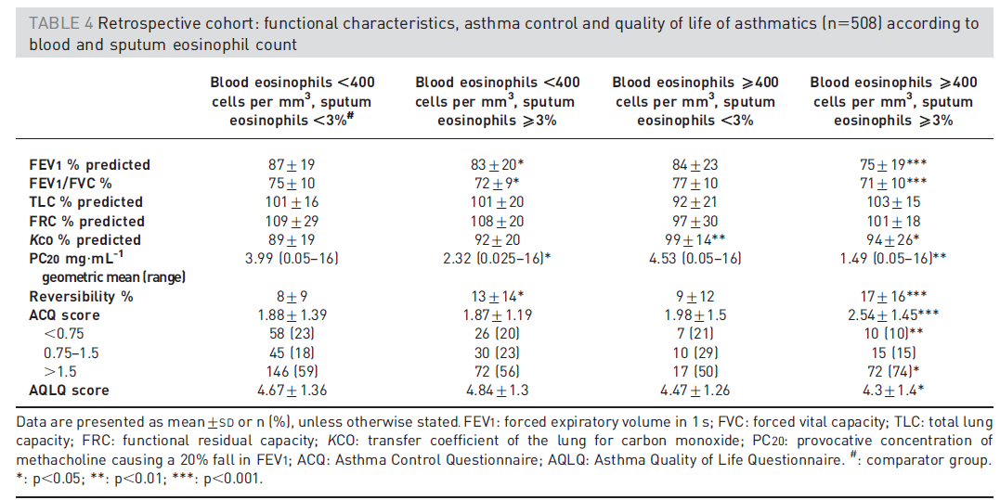 TABLE 4 Retrospective cohort: functional characteristics, asthma control and quality of life of asthmatics (n=508) according to
blood and sputum eosinophil count
Blood eosinophils <400 cells per mm³, sputum eosinophils <3%# Blood eosinophils <400 cells per mm³, sputum eosinophils ⩾3% Blood eosinophils ⩾400 cells per mm³, sputum eosinophils <3% Blood eosinophils ⩾400 cells per mm³, sputum eosinophils ⩾3%
FEV1 % predicted 87±19 83±20* 84±23 75±19***
FEV1/FVC % 75±10 72±9* 77±10 71±10***
TLC % predicted 101±16 101±20 92±21 103±15
FRC % predicted 109±29 108±20 97±30 101±18
KCO % predicted 89±19 92±20 99±14** 94±26*
PC20 mg·mL⁻¹ 3.99 (0.05–16) 2.32 (0.025–16)* 4.53 (0.05–16) 1.49 (0.05–16)**
geometric mean (range)
Reversibility % 8±9 13±14* 9±12 17±16***
ACQ score 1.88±1.39 1.87±1.19 1.98±1.5 2.54±1.45***
<0.75 58 (23) 26 (20) 7 (21) 10 (10)**
0.75–1.5 45 (18) 30 (23) 10 (29) 15 (15)
>1.5 146 (59) 72 (56) 17 (50) 72 (74)*
AQLQ score 4.67±1.36 4.84±1.3 4.47±1.26 4.3±1.4*
Data are presented as mean±SD or n (%), unless otherwise stated. FEV1: forced expiratory volume in 1 s; FVC: forced vital capacity; TLC: total lung
capacity; FRC: functional residual capacity; KCO: transfer coefficient of the lung for carbon monoxide; PC20: provocative concentration of
methacholine causing a 20% fall in FEV1; ACQ: Asthma Control Questionnaire; AQLQ: Asthma Quality of Life Questionnaire. #: comparator group.
*: p<0.05; **: p<0.01; ***: p<0.001.